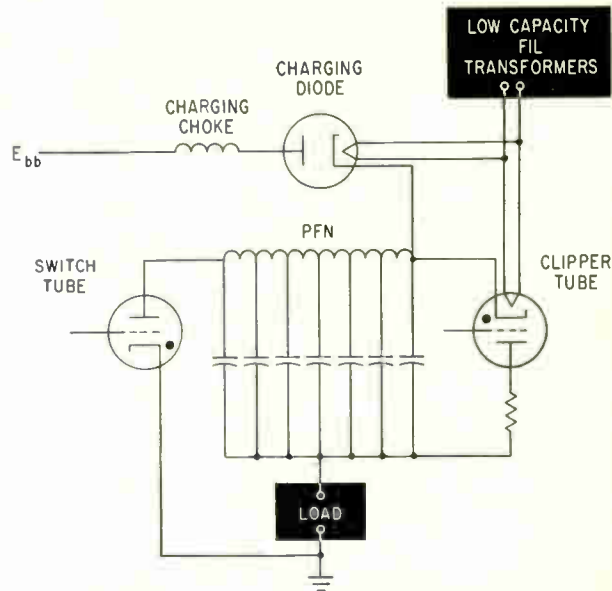 LOW CAPACITY
FIL
TRANSFORMERS
CHARGING
DIODE
CHARGING
CHOKE
E_bb
PFN
SWITCH
TUBE
CLIPPER
TUBE
LOAD